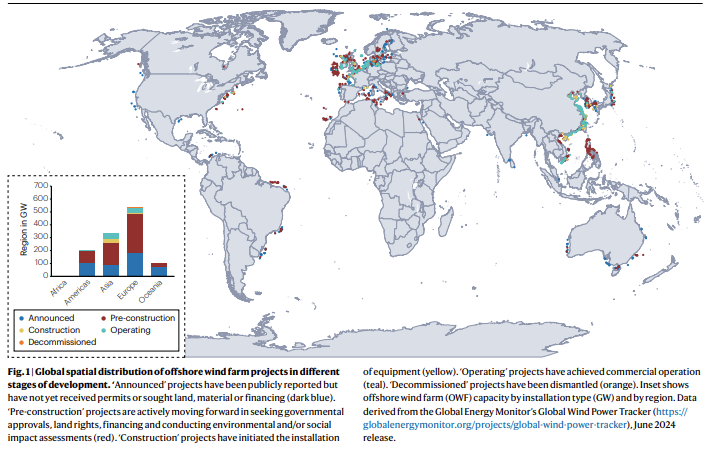 700
600
500
400
300
200
100
0
Region in GW
Africa
Americas
Asia
Europe
Oceania
Announced
Pre-construction
Construction
Operating
Decommissioned
Fig. 1 | Global spatial distribution of offshore wind farm projects in different
stages of development. 'Announced' projects have been publicly reported but
have not yet received permits or sought land, material or financing (dark blue).
'Pre-construction' projects are actively moving forward in seeking governmental
approvals, land rights, financing and conducting environmental and/or social
impact assessments (red). 'Construction' projects have initiated the installation
of equipment (yellow). 'Operating' projects have achieved commercial operation
(teal). 'Decommissioned' projects have been dismantled (orange). Inset shows
offshore wind farm (OWF) capacity by installation type (GW) and by region. Data
derived from the Global Energy Monitor's Global Wind Power Tracker (https://
globalenergymonitor.org/projects/global-wind-power-tracker), June 2024
release.